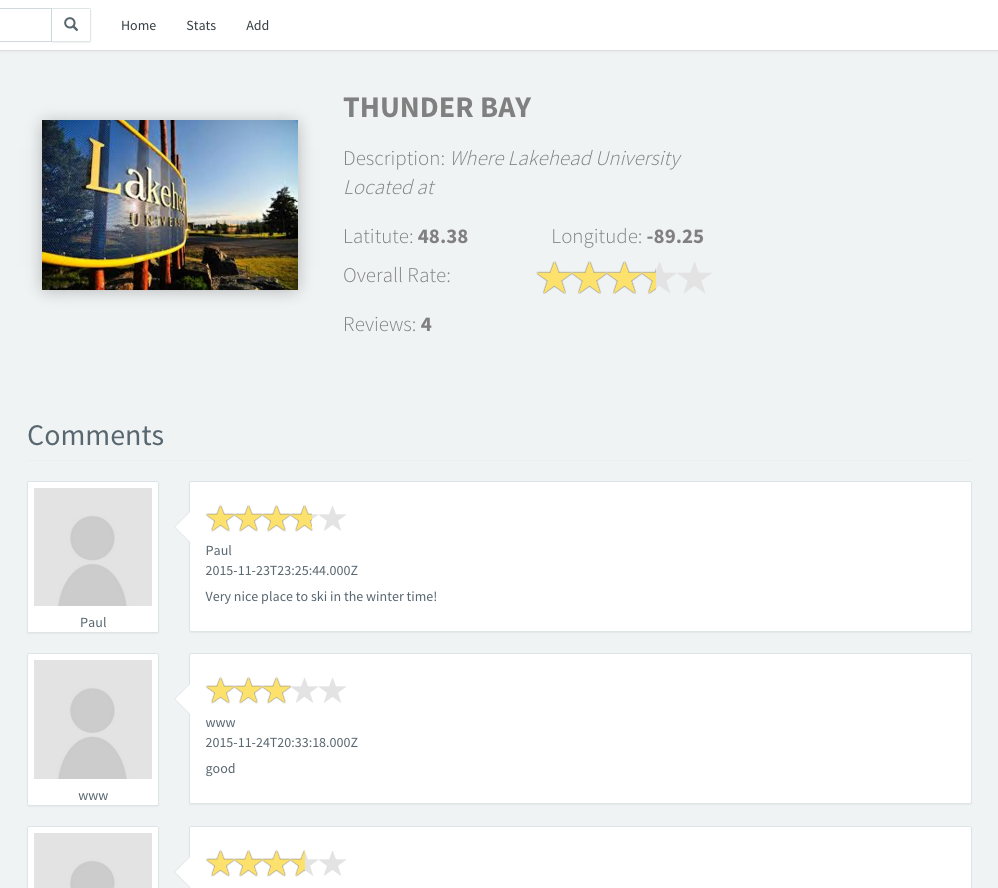 Home Stats Add
THUNDER BAY
Description: Where Lakehead University
Located at
Latitute: 48.38 Longitude: -89.25
Overall Rate:
Reviews: 4
Lakeh
UNIVE
Comments
Paul
2015-11-23T23:25:44.000Z
Very nice place to ski in the winter time!
Paul
www
2015-11-24T20:33:18.000Z
good
www